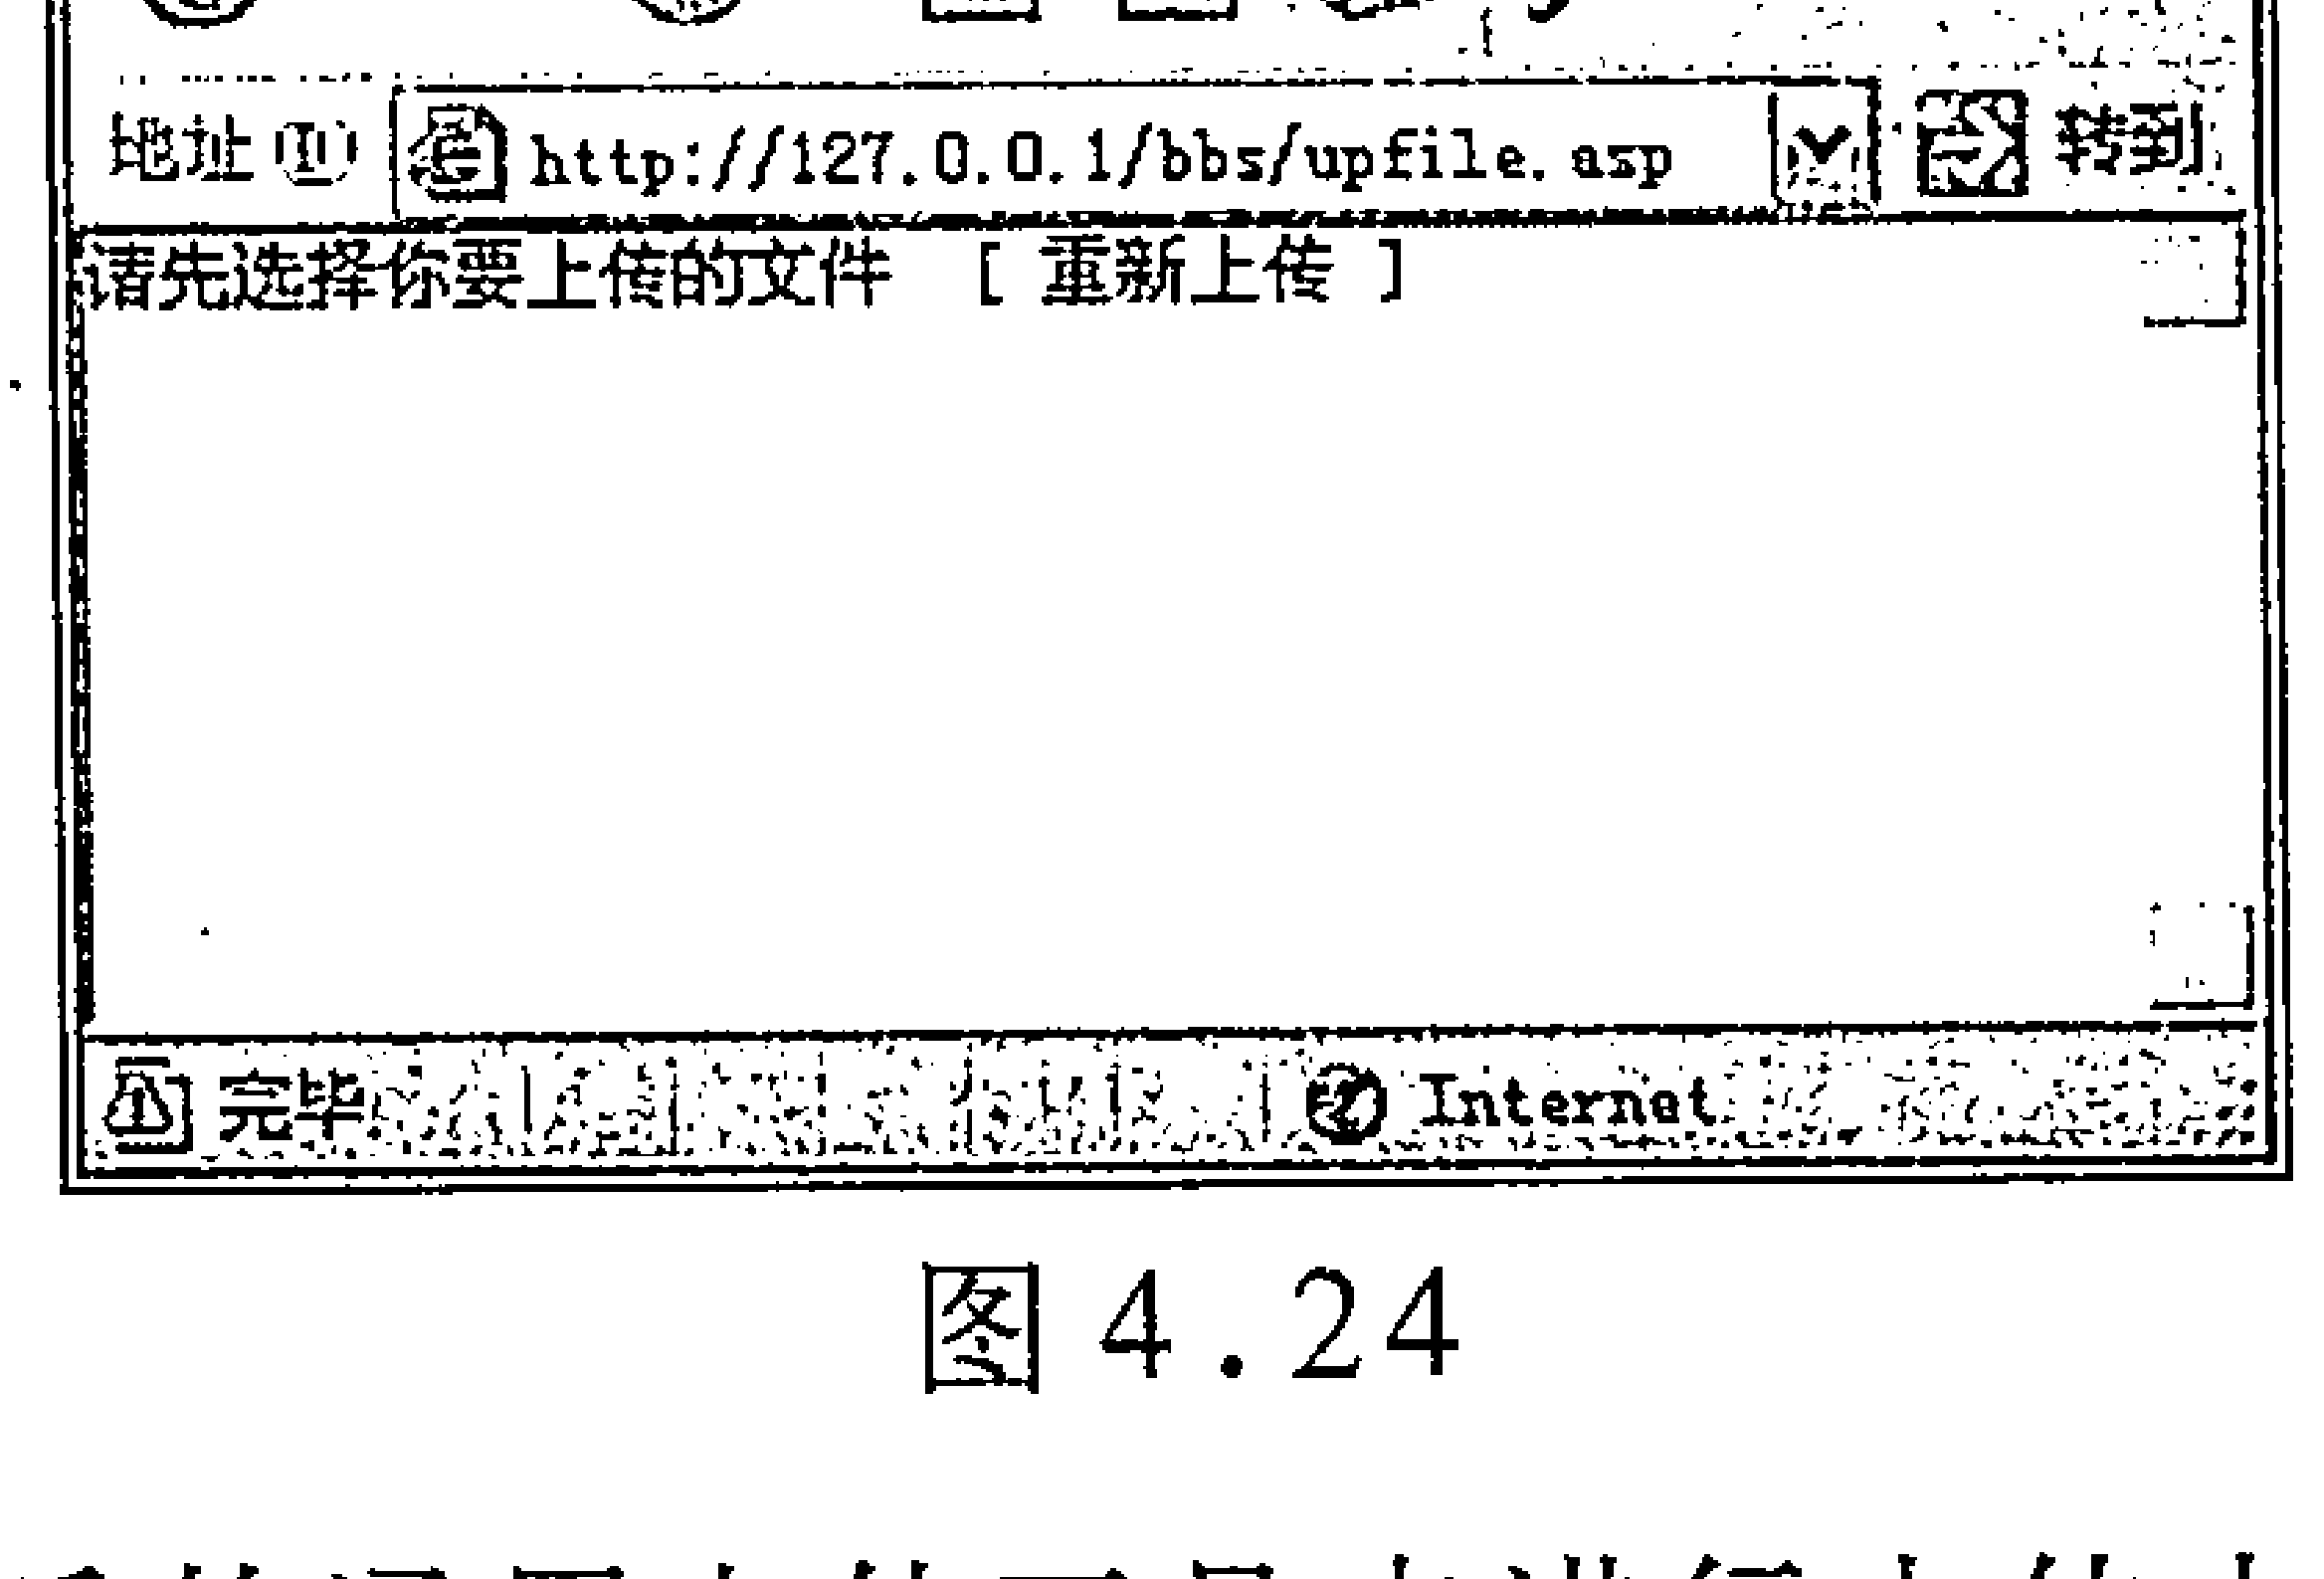 地址(D) http://127.0.0.1/bbs/upfile.asp 转到
请先选择你要上传的文件 [ 重新上传 ]
完毕 Internet
图 4.24